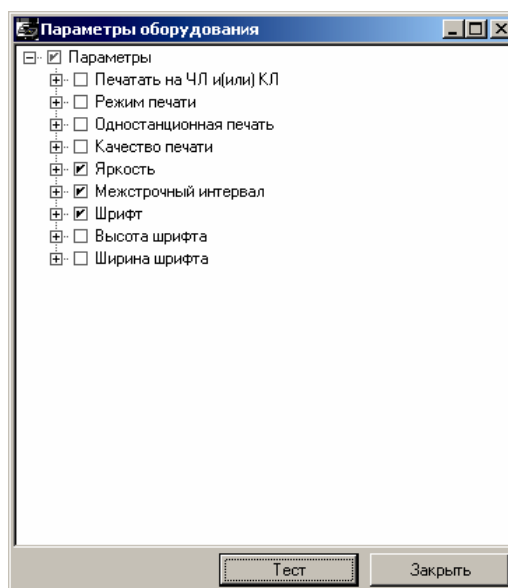 Параметры оборудования
Параметры
Печатать на ЧЛ и(или) КЛ
Режим печати
Одностанционная печать
Качество печати
Яркость
Межстрочный интервал
Шрифт
Высота шрифта
Ширина шрифта
Тест
Закрыть